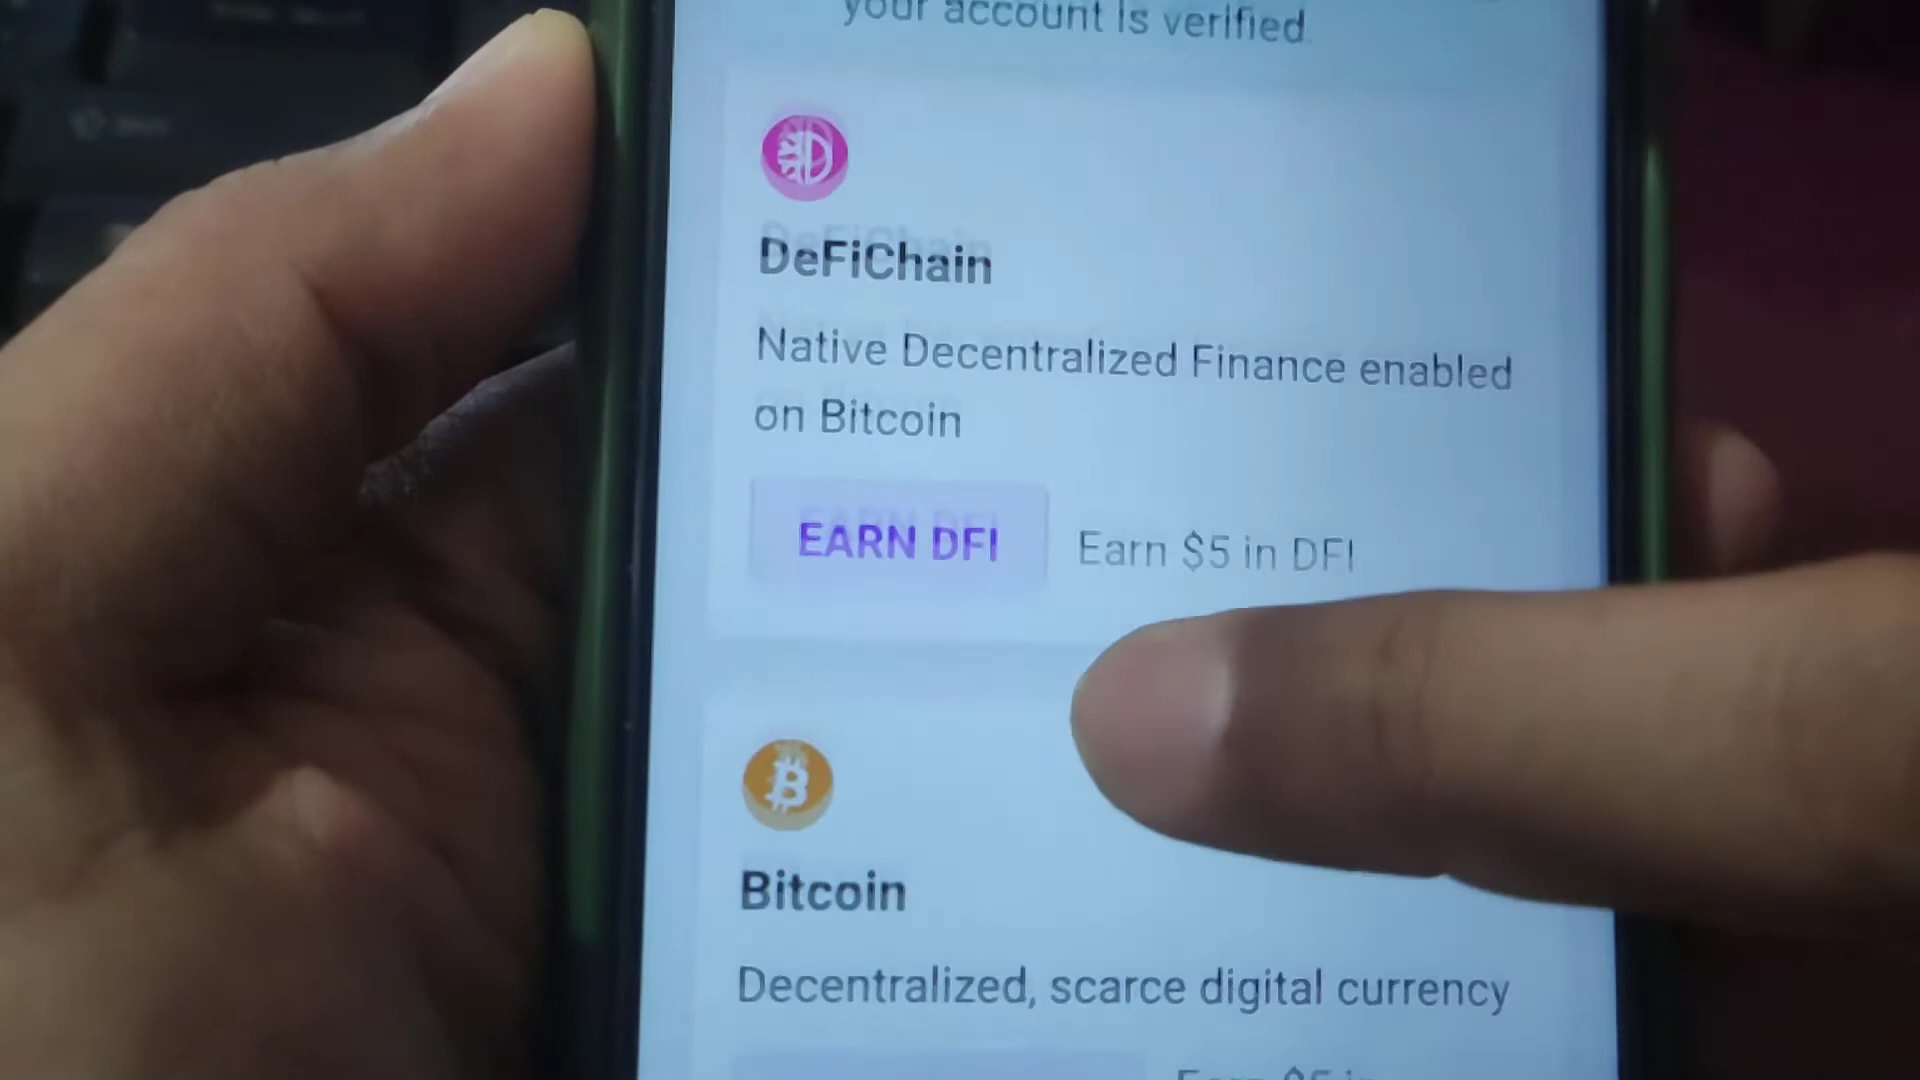 your account is verified
DeFiChain
Native Decentralized Finance enabled
on Bitcoin
EARN DFI
Earn $5 in DFI
Bitcoin
Decentralized, scarce digital currency